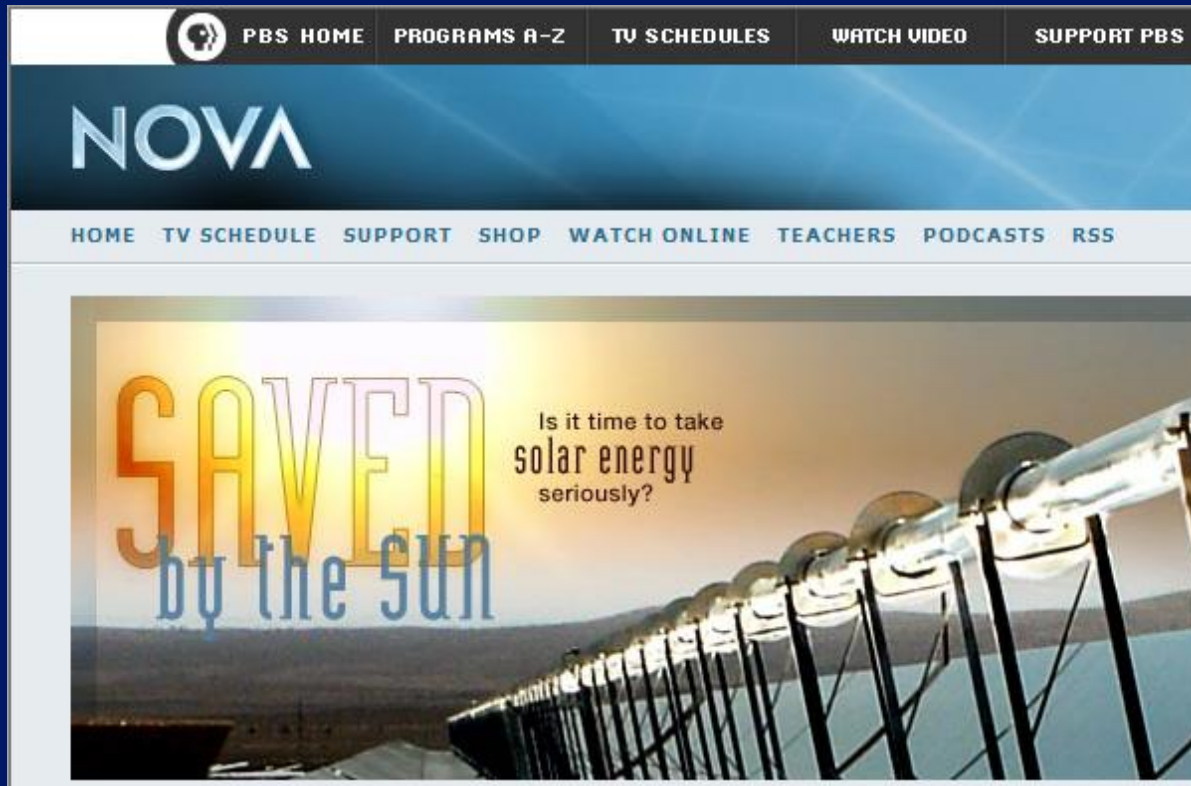 PBS HOME PROGRAMS A-Z TV SCHEDULES WATCH VIDEO SUPPORT PBS
NOVA
HOME TV SCHEDULE SUPPORT SHOP WATCH ONLINE TEACHERS PODCASTS RSS
SAVED
by the SUN
Is it time to take
solar energy
seriously?